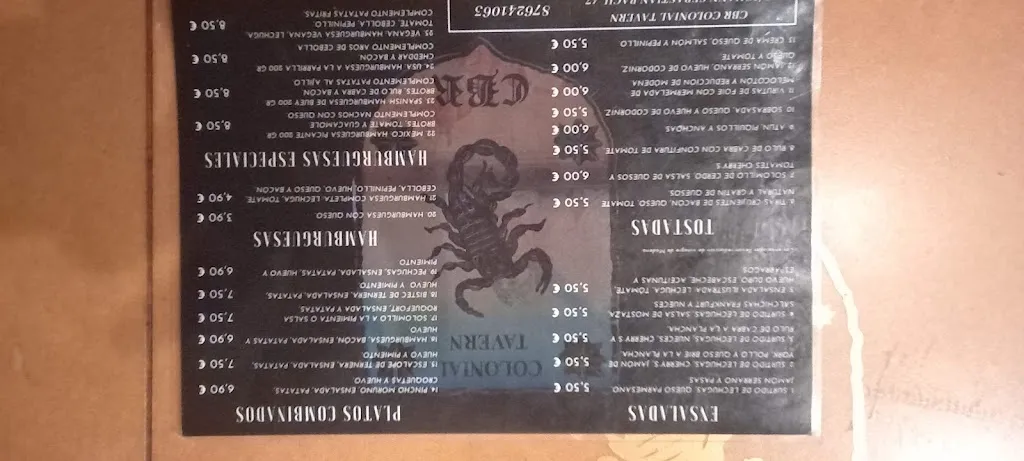 ENSALADAS
1. SURTIDO DE LECHUGAS, QUESO PARMESANO,
JAMÓN SERRANO Y PASAS 5,50 €
2. SURTIDO DE LECHUGAS, CHERRY´S, JAMÓN DE
YORK, POLLO Y QUESO BRIE A LA PLANCHA 5,50 €
3. SURTIDO DE LECHUGAS, NUECES, CHERRY´S Y
RULO DE CABRA A LA PLANCHA 5,50 €
4. SURTIDO DE LECHUGAS, SALSA DE MOSTAZA,
SALCHICHAS FRANKFURT Y NUECES 5,50 €
5. ENSALADA ILUSTRADA: LECHUGA, TOMATE,
HUEVO DURO, ESCABECHE, ACEITUNAS Y
ESPÁRRAGOS 5,50 €
TOSTADAS
6. TIRAS CRUJIENTES DE BACON, QUESO, TOMATE
NATURAL Y GRATIN DE QUESOS 5,50 €
7. SOLOMILLO DE CERDO, SALSA DE QUESOS Y
TOMATES CHERRY´S 6,00 €
8. RULO DE CABRA CON CONFITURA DE TOMATE 5,50 €
9. ATÚN, PIQUILLOS Y ANCHOAS 6,00 €
10. SOBRASADA, QUESO Y HUEVO DE CODORNIZ 5,50 €
11. VIRUTAS DE FOIE CON MERMELADA DE
MELOCOTÓN Y REDUCCIÓN DE MODENA 6,00 €
12. JAMÓN SERRANO, HUEVO DE CODORNIZ,
QUESO Y TOMATE 6,00 €
13. CREMA DE QUESO, SALMÓN Y PEPINILLO 5,50 €
CBR COLONIAL TAVERN
SEBASTIAN BACH, 47
876241065
PLATOS COMBINADOS
14. PINCHO MORUNO, ENSALADA, PATATAS,
CROQUETAS Y HUEVO 6,90 €
15. ESCALOPE DE TERNERA, ENSALADA, PATATAS,
HUEVO Y PIMIENTO 7,50 €
16. HAMBURGUESA, BACON, ENSALADA, PATATAS Y
HUEVO 6,90 €
17. SOLOMILLO A LA PIMIENTA O SALSA
ROQUEFORT, ENSALADA Y PATATAS 7,50 €
18. BISTEC DE TERNERA, ENSALADA, PATATAS,
HUEVO Y PIMIENTO 7,50 €
19. PECHUGAS, ENSALADA, PATATAS, HUEVO Y
PIMIENTO 6,90 €
HAMBURGUESAS
20. HAMBURGUESA CON QUESO 3,90 €
21. HAMBURGUESA COMPLETA: LECHUGA, TOMATE,
CEBOLLA, PEPINILLO, HUEVO, QUESO Y BACON 4,90 €
HAMBURGUESAS ESPECIALES
22. MEXICO: HAMBURGUESA PICANTE 200 GR
BROTES, TOMATE Y GUACAMOLE
COMPLEMENTO NACHOS CON QUESO 8,50 €
23. SPANISH: HAMBURGUESA DE BUEY DE 200 GR
BROTES, RULO DE CABRA Y BACON
COMPLEMENTO PATATAS AL AJILLO 8,50 €
24. USA: HAMBURGUESA A LA PARRILLA 200 GR
CHEDDAR Y BACON.
COMPLEMENTO AROS DE CEBOLLA 8,50 €
25. VEGANA: HAMBURGUESA VEGANA, LECHUGA,
TOMATE, CEBOLLA, PEPINILLO.
COMPLEMENTO PATATAS FRITAS. 8,50 €
COLONIAL
TAVERN
CBR